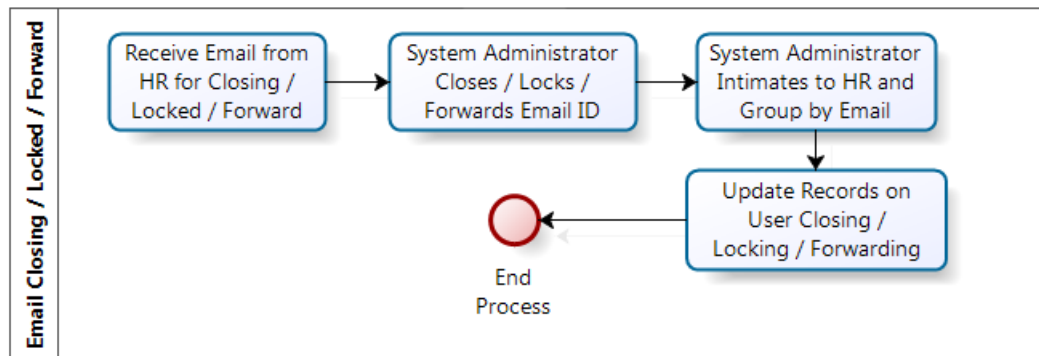 Email Closing / Locked / Forward
Receive Email from
HR for Closing /
Locked / Forward
System Administrator
Closes / Locks /
Forwards Email ID
System Administrator
Intimates to HR and
Group by Email
Update Records on
User Closing /
Locking / Forwarding
End
Process